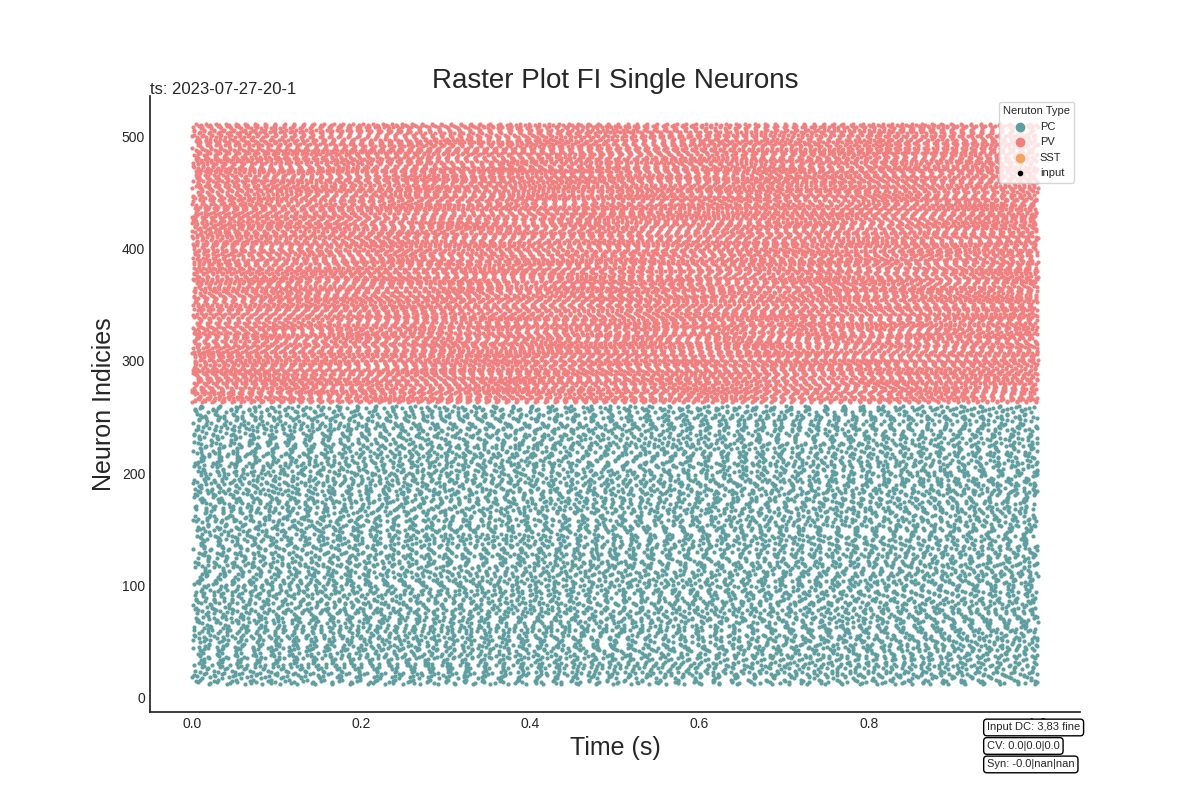 Raster Plot FI Single Neurons
ts: 2023-07-27-20-1
Neruton Type
PC
PV
SST
input
500
400
300
200
100
0
Neuron Indicies
0.0 0.2 0.4 0.6 0.8
Time (s)
Input DC: 3,83 fine
CV: 0.0|0.0|0.0
Syn: -0.0|nan|nan